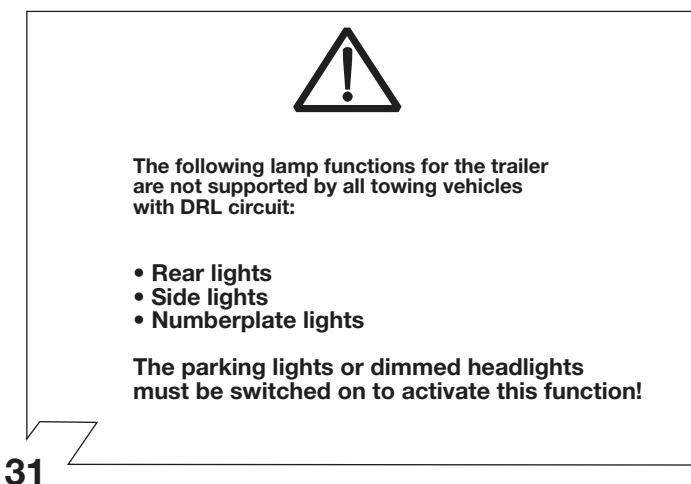 The following lamp functions for the trailer
are not supported by all towing vehicles
with DRL circuit:
• Rear lights
• Side lights
• Numberplate lights
The parking lights or dimmed headlights
must be switched on to activate this function!
31